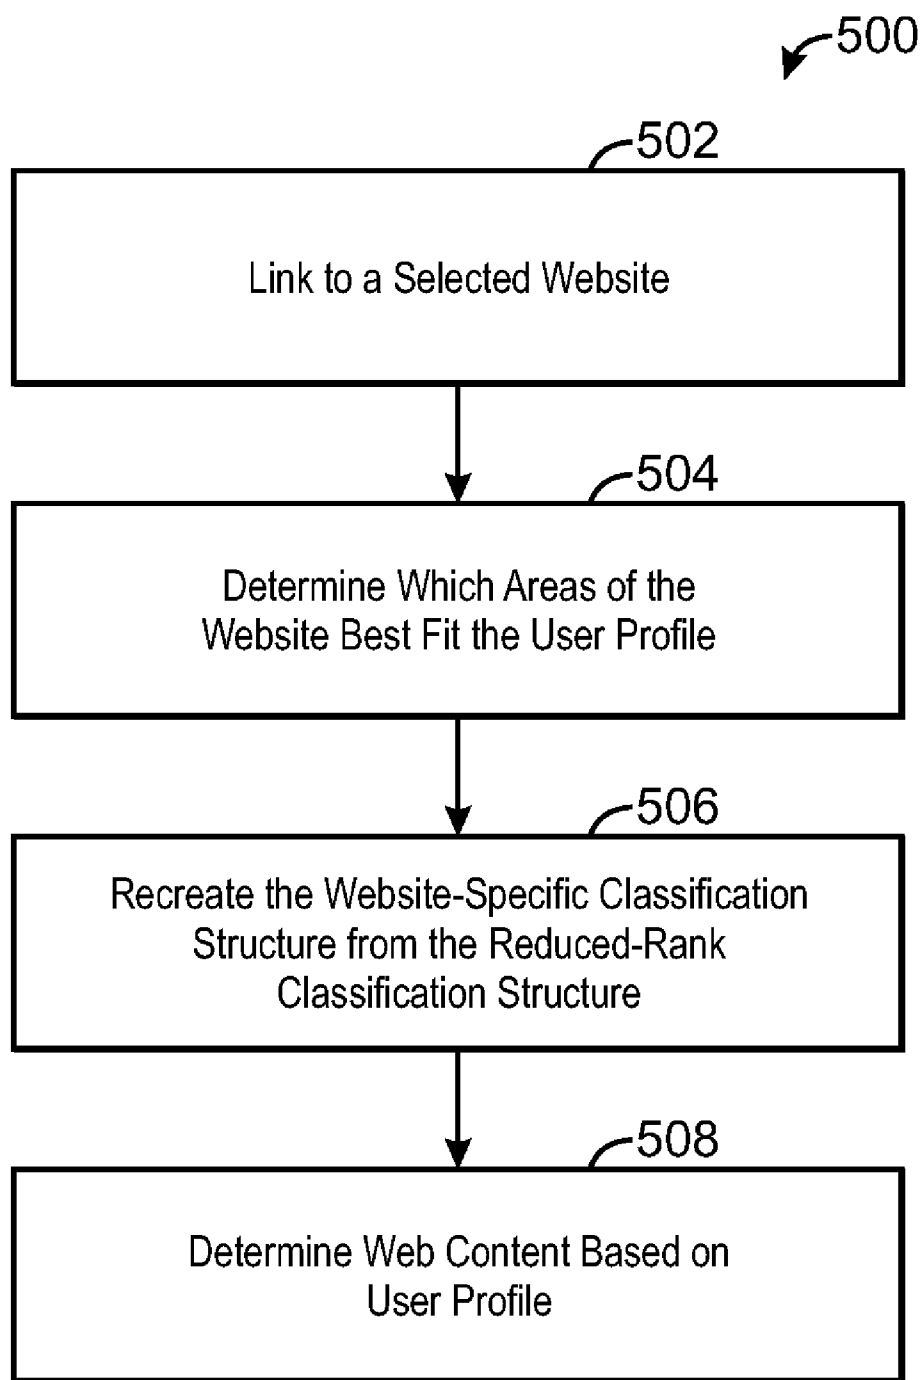 500
502
Link to a Selected Website
504
Determine Which Areas of the
Website Best Fit the User Profile
506
Recreate the Website-Specific Classification
Structure from the Reduced-Rank
Classification Structure
508
Determine Web Content Based on
User Profile